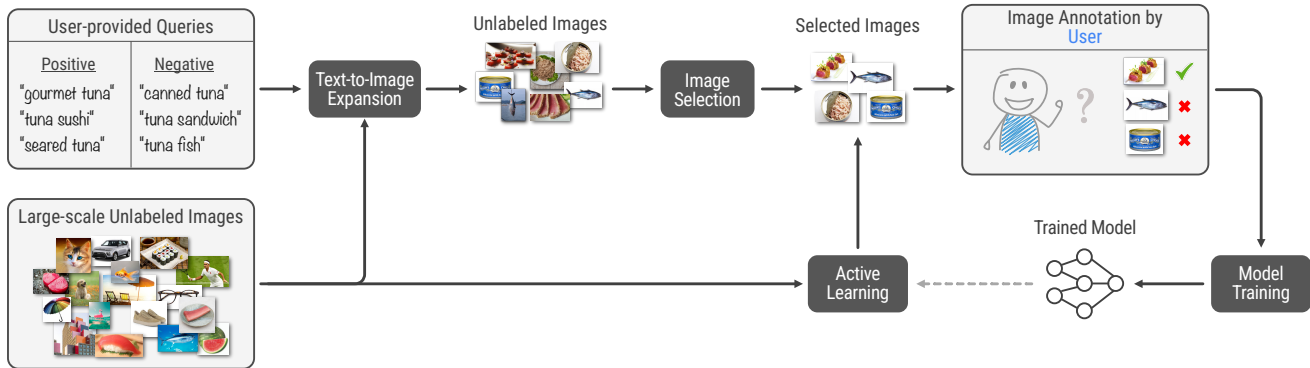 User-provided Queries
Positive
Negative
"gourmet tuna"
"canned tuna"
"tuna sushi"
"tuna sandwich"
"seared tuna"
"tuna fish"
Text-to-Image
Expansion
Unlabeled Images
Image
Selection
Selected Images
Image Annotation by
User
?
Large-scale Unlabeled Images
Active
Learning
Trained Model
Model
Training